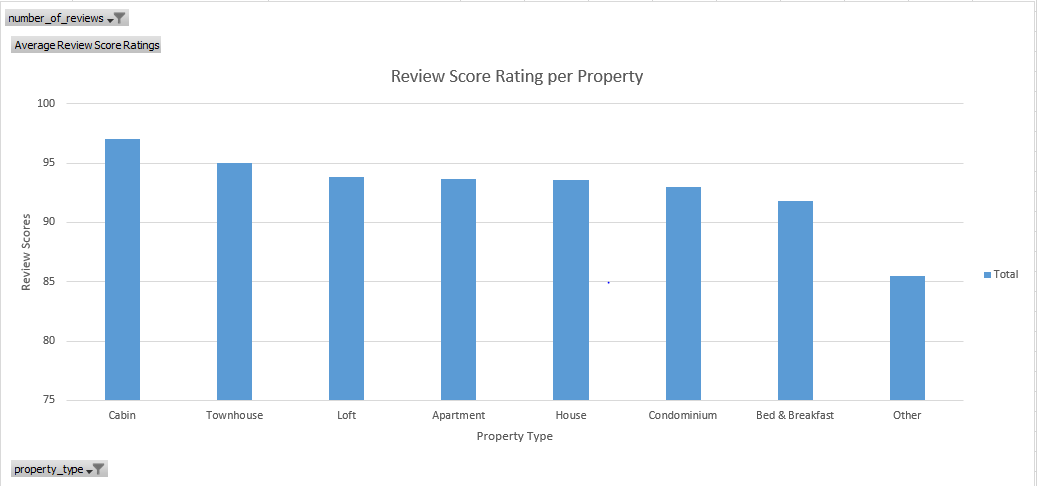 number_of_reviews
Average Review Score Ratings
Review Score Rating per Property
100
95
90
85
80
75
Review Scores
Total
Cabin Townhouse Loft Apartment House Condominium Bed & Breakfast Other
Property Type
property_type